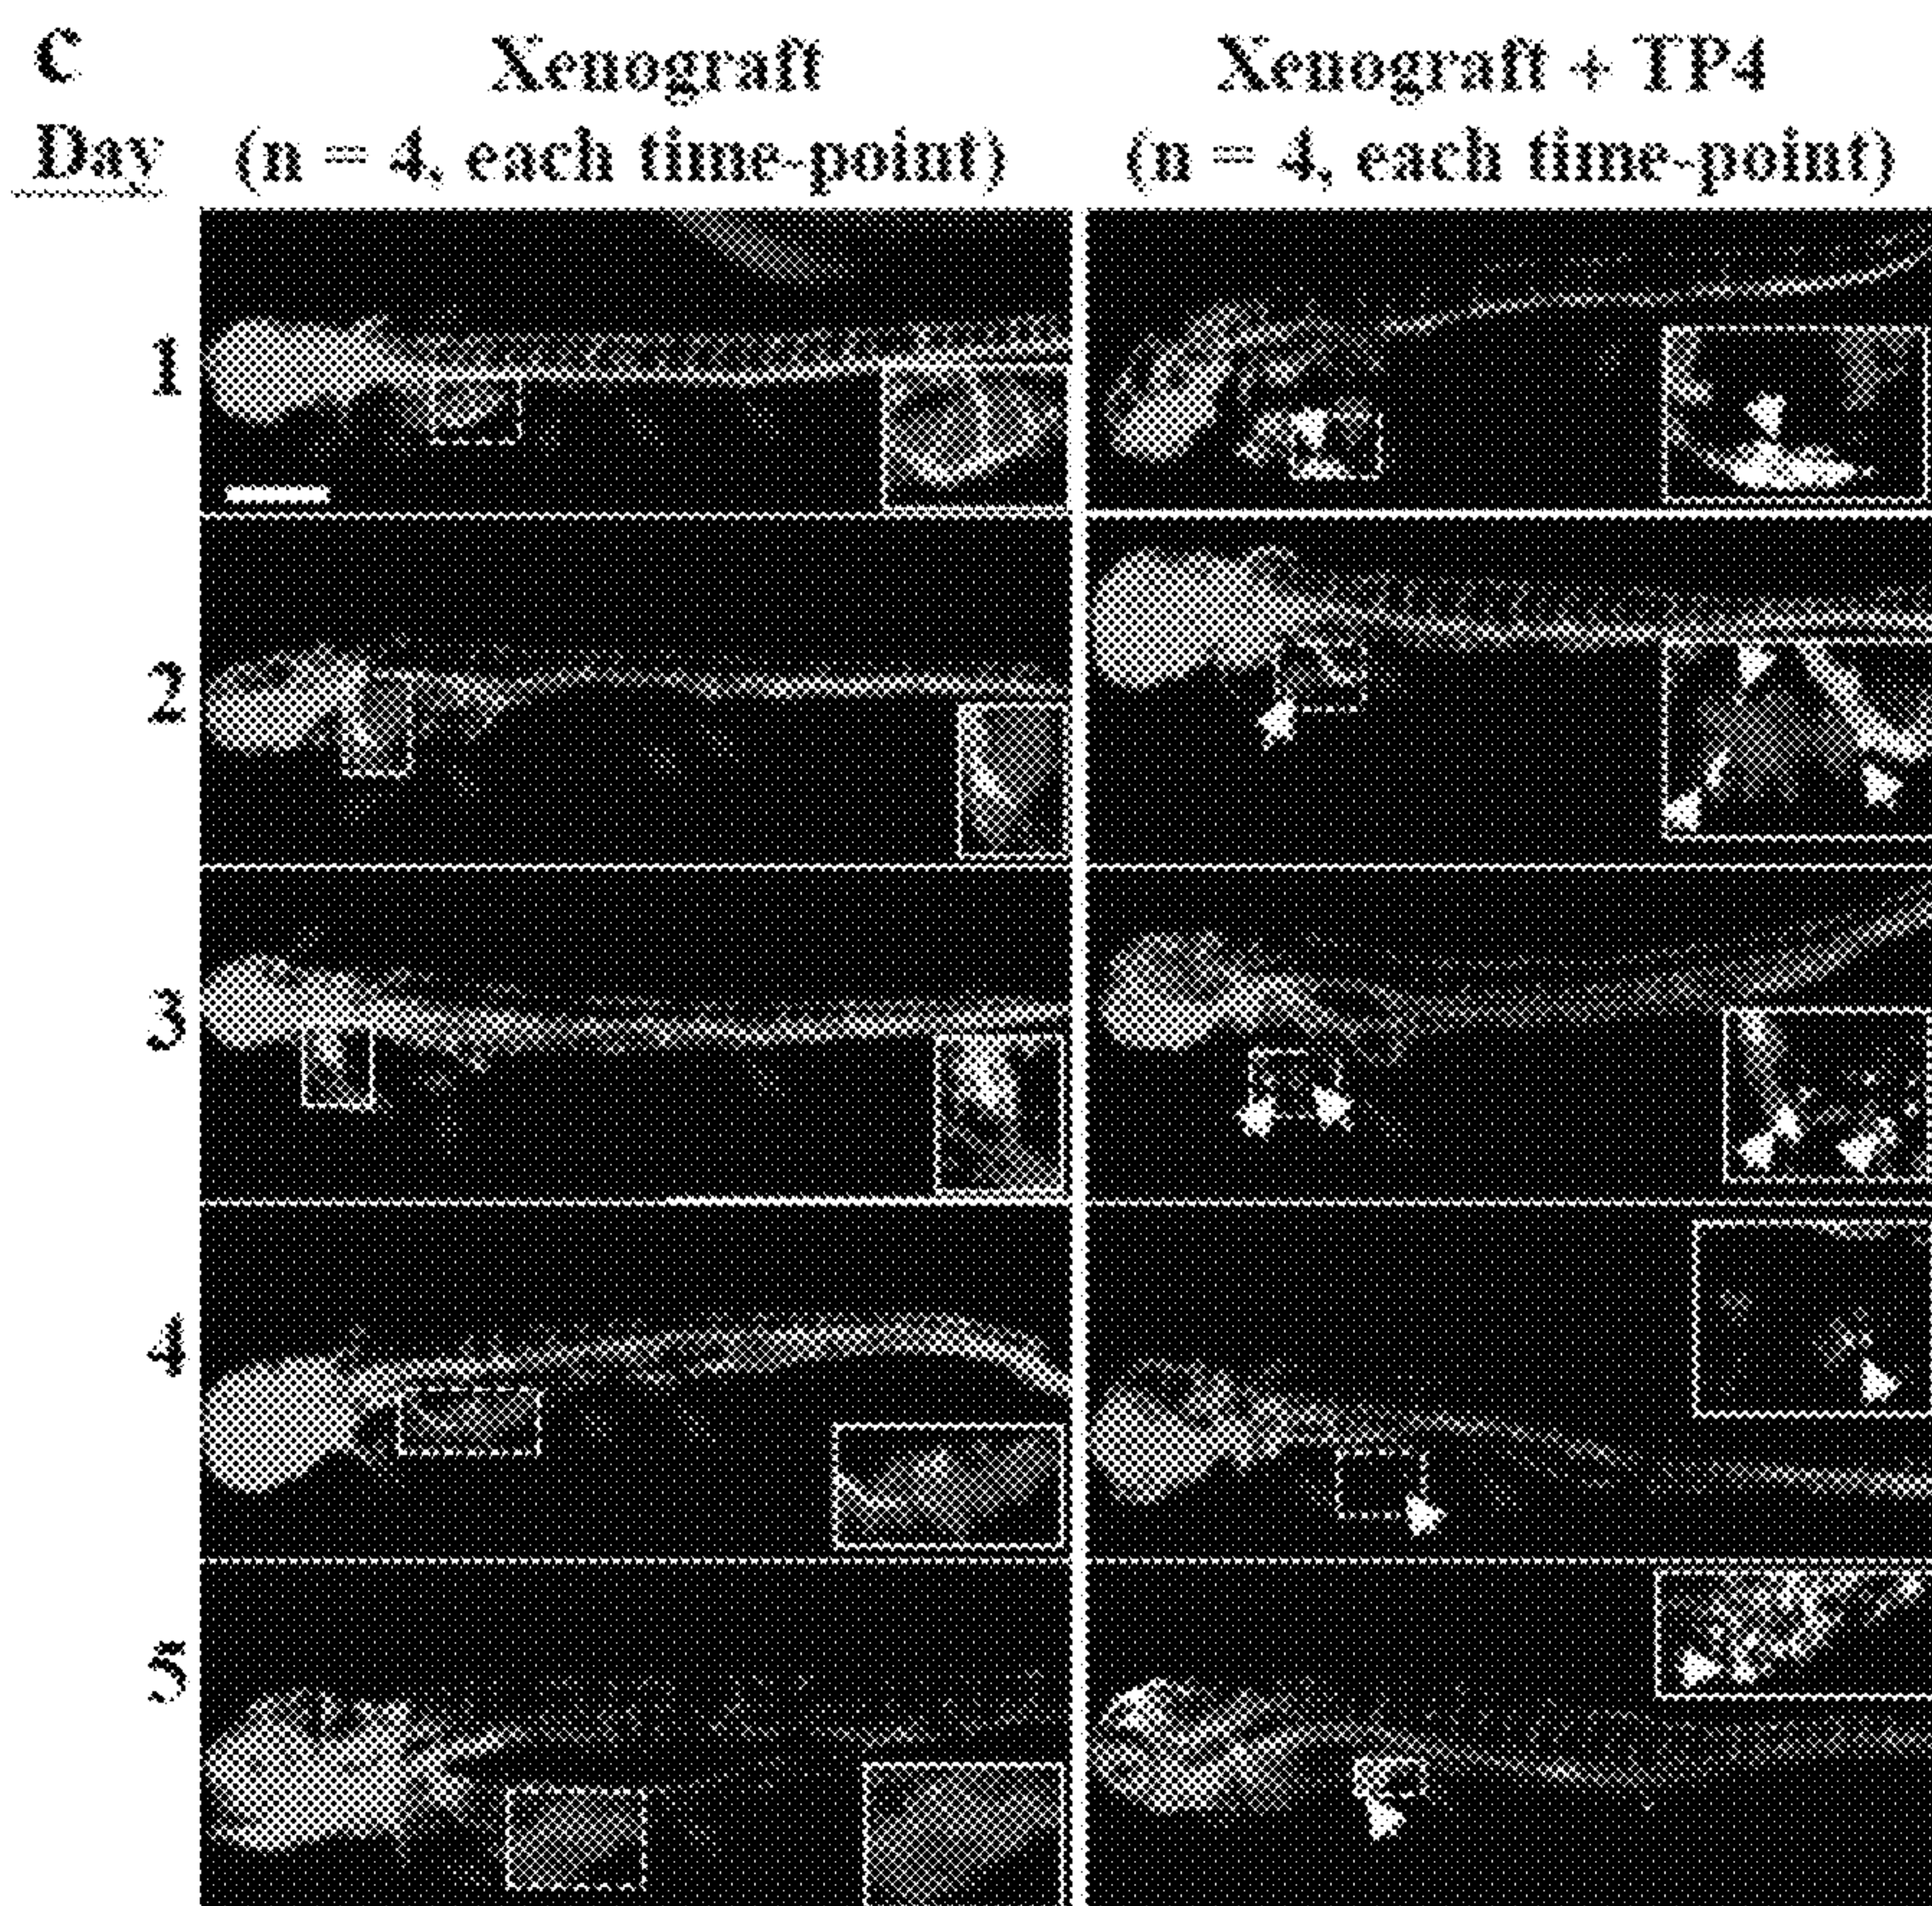 C
Xenograft
Xenograft + TP4
Day
(n = 4, each time-point)
(n = 4, each time-point)
1
2
3
4
5